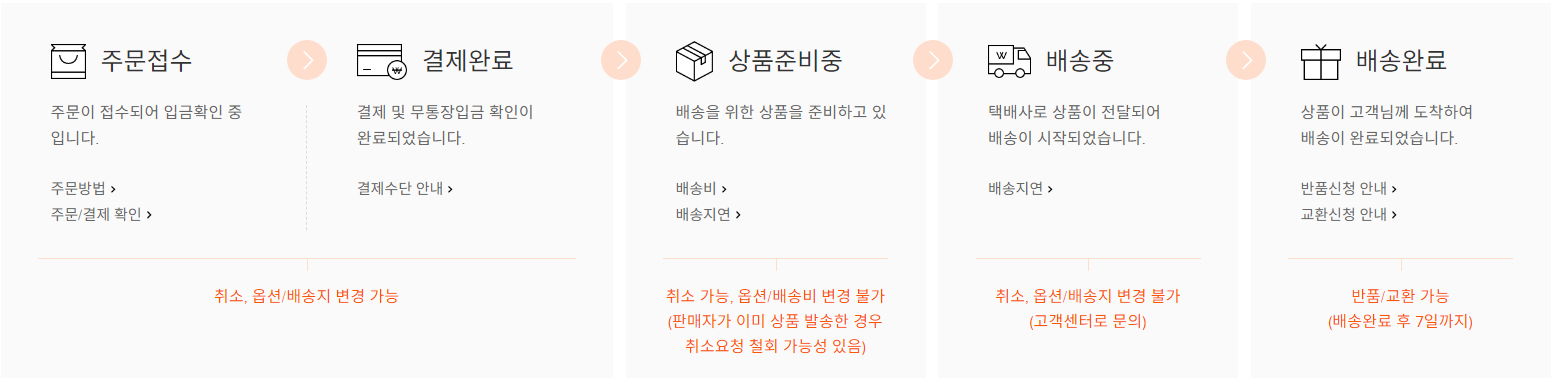 주문접수
주문이 접수되어 입금확인 중
입니다.
주문방법 >
주문/결제 확인 >
결제완료
결제 및 무통장입금 확인이
완료되었습니다.
결제수단 안내 >
취소, 옵션/배송지 변경 가능
상품준비중
배송을 위한 상품을 준비하고 있
습니다.
배송비 >
배송지연 >
취소 가능, 옵션/배송비 변경 불가
(판매자가 이미 상품 발송한 경우
취소요청 철회 가능성 있음)
배송중
택배사로 상품이 전달되어
배송이 시작되었습니다.
배송지연 >
취소, 옵션/배송지 변경 불가
(고객센터로 문의)
배송완료
상품이 고객님께 도착하여
배송이 완료되었습니다.
반품신청 안내 >
교환신청 안내 >
반품/교환 가능
(배송완료 후 7일까지)